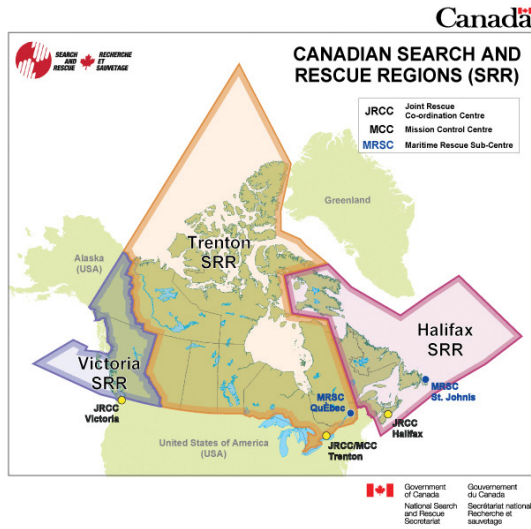 Canada
SEARCH AND RESCUE
RECHERCHE ET SAUVETAGE
CANADIAN SEARCH AND
RESCUE REGIONS (SRR)
JRCC Joint Rescue Co-ordination Centre
MCC Mission Control Centre
MRSC Maritime Rescue Sub-Centre
Greenland
Trenton
SRR
Alaska
(USA)
Halifax
SRR
Victoria
SRR
MRSC
St. Johnis
MRSC
QuÈbec
JRCC
Victoria
JRCC
Halifax
United States of America
(USA)
JRCC/MCC
Trenton
Government
of Canada
Gouvernement
du Canada
National Search
and Rescue
Secretariat
Secrétariat national
Recherche et
sauvetage